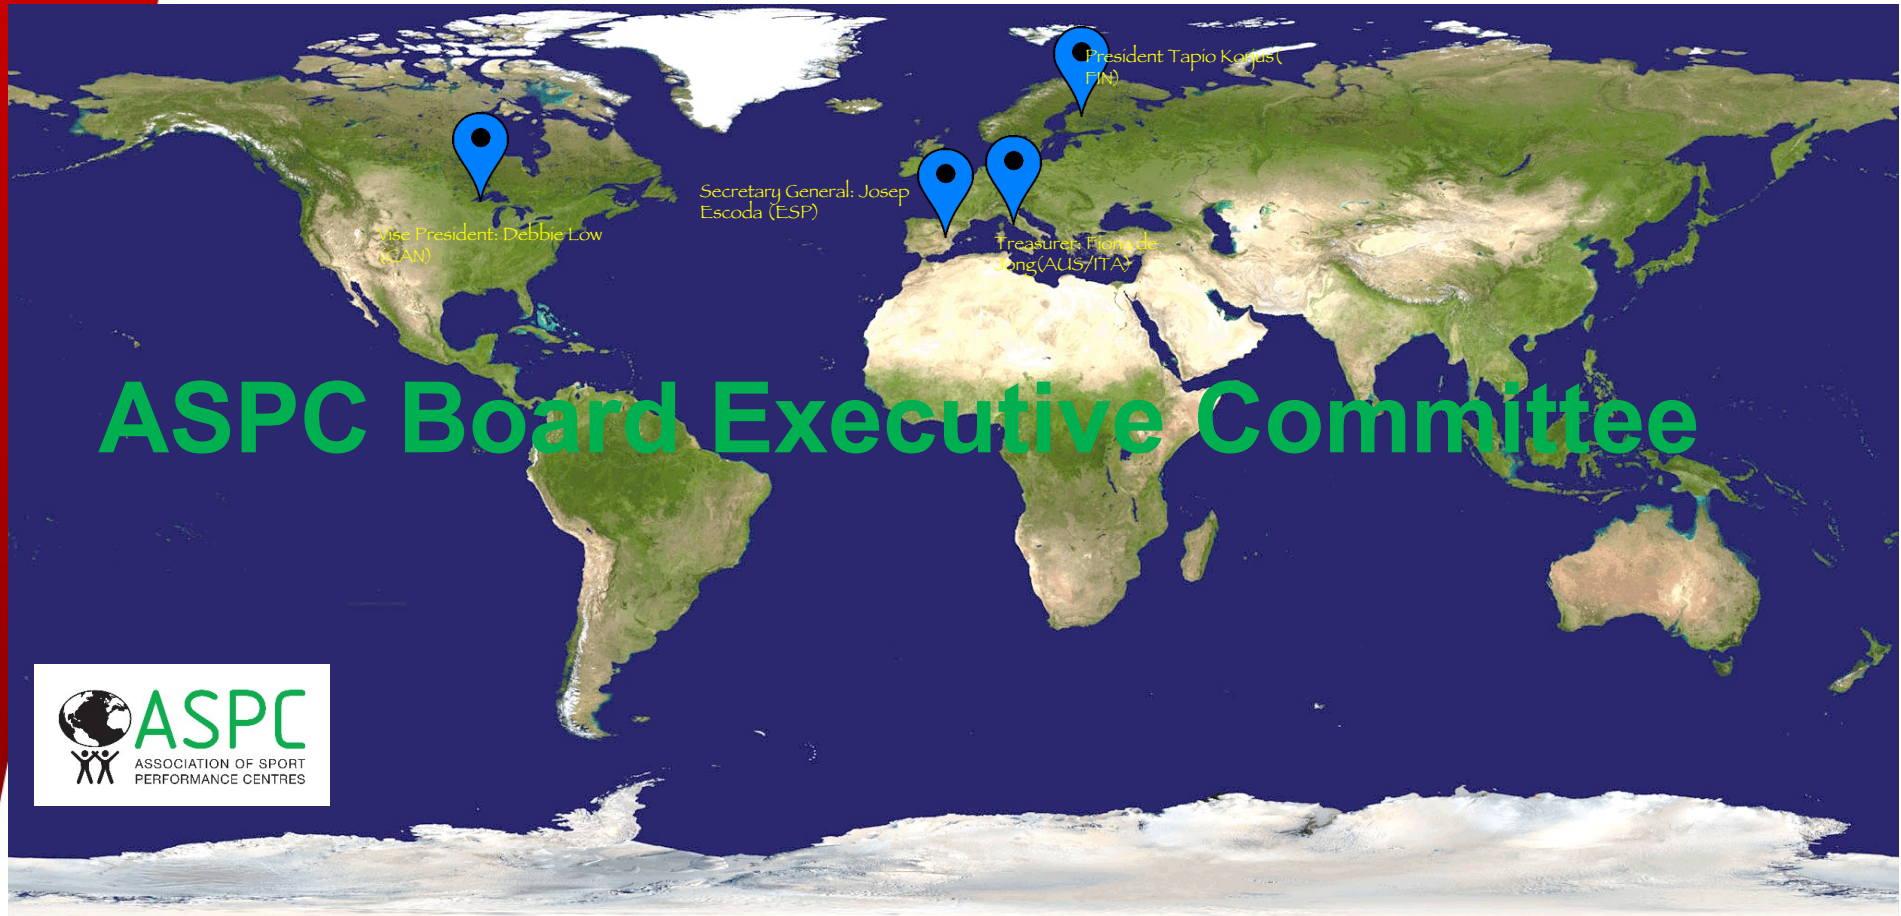 President Tapio Korjus(
FIN)
Secretary General: Josep
Escoda (ESP)
Vise President: Debbie Low
(CAN)
Treasurer: Fiona de
Jong(AUS/ITA)
ASPC Board Executive Committee
ASPC
ASSOCIATION OF SPORT
PERFORMANCE CENTRES